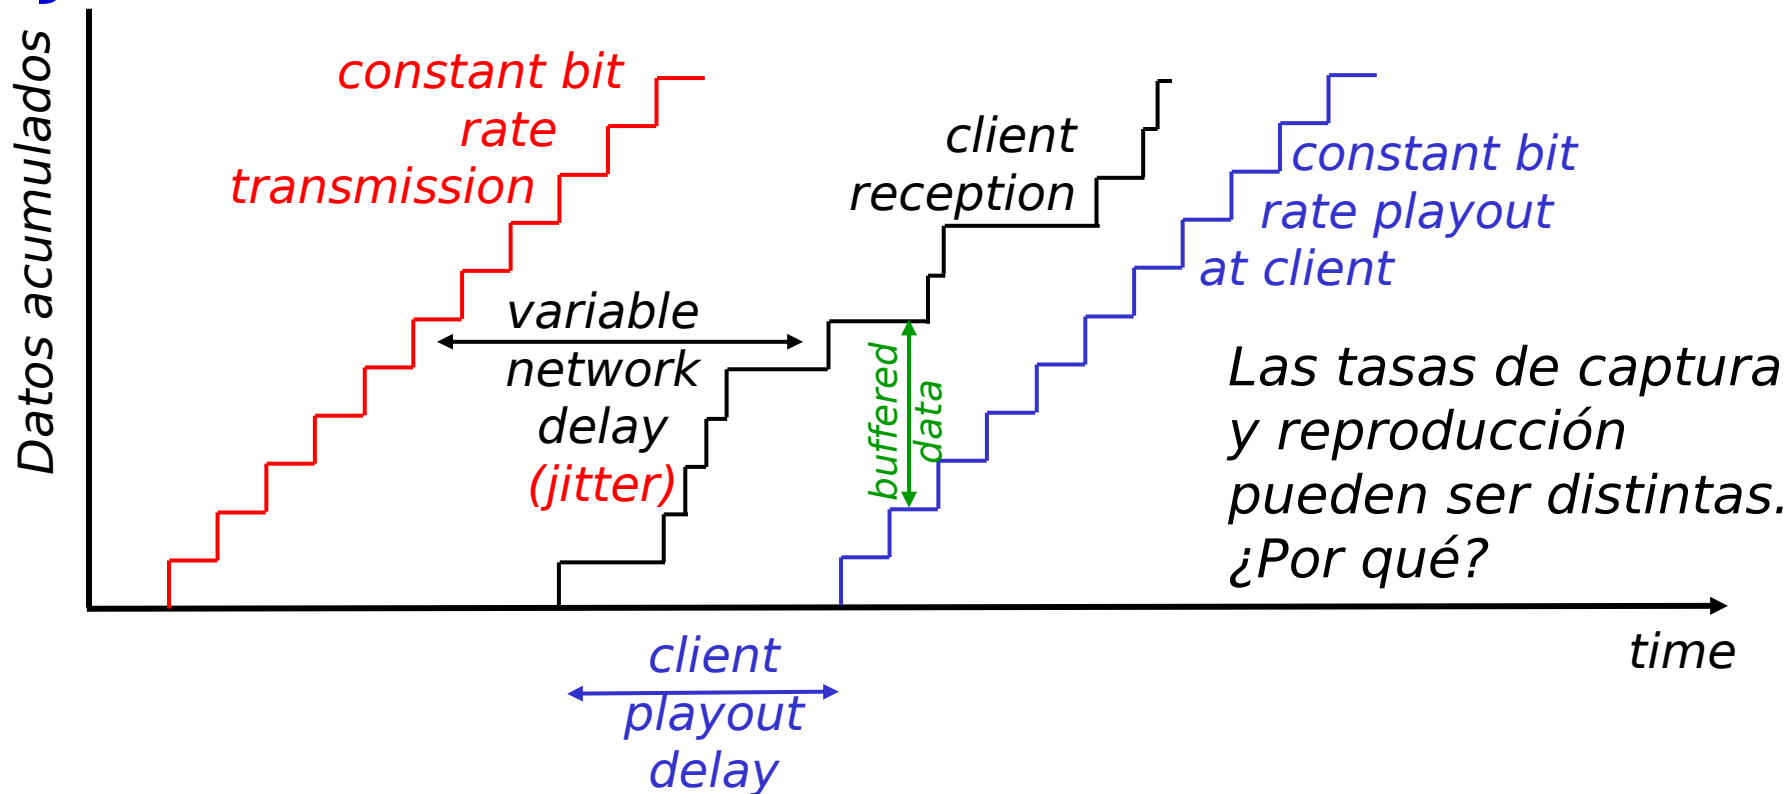 Datos acumulados
constant bit
rate
transmission
variable
network
delay
(jitter)
client
reception
buffered
data
constant bit
rate playout
at client
Las tasas de captura
y reproducción
pueden ser distintas.
¿Por qué?
time
client
playout
delay